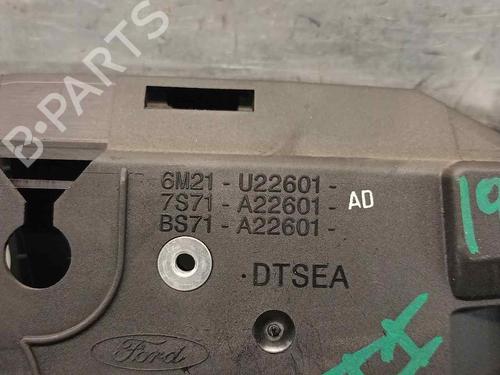 B-PARTS
6M21 - U22601 -
7S71 - A22601 - AD
BS71 - A22601 -
DTSEA
Ford